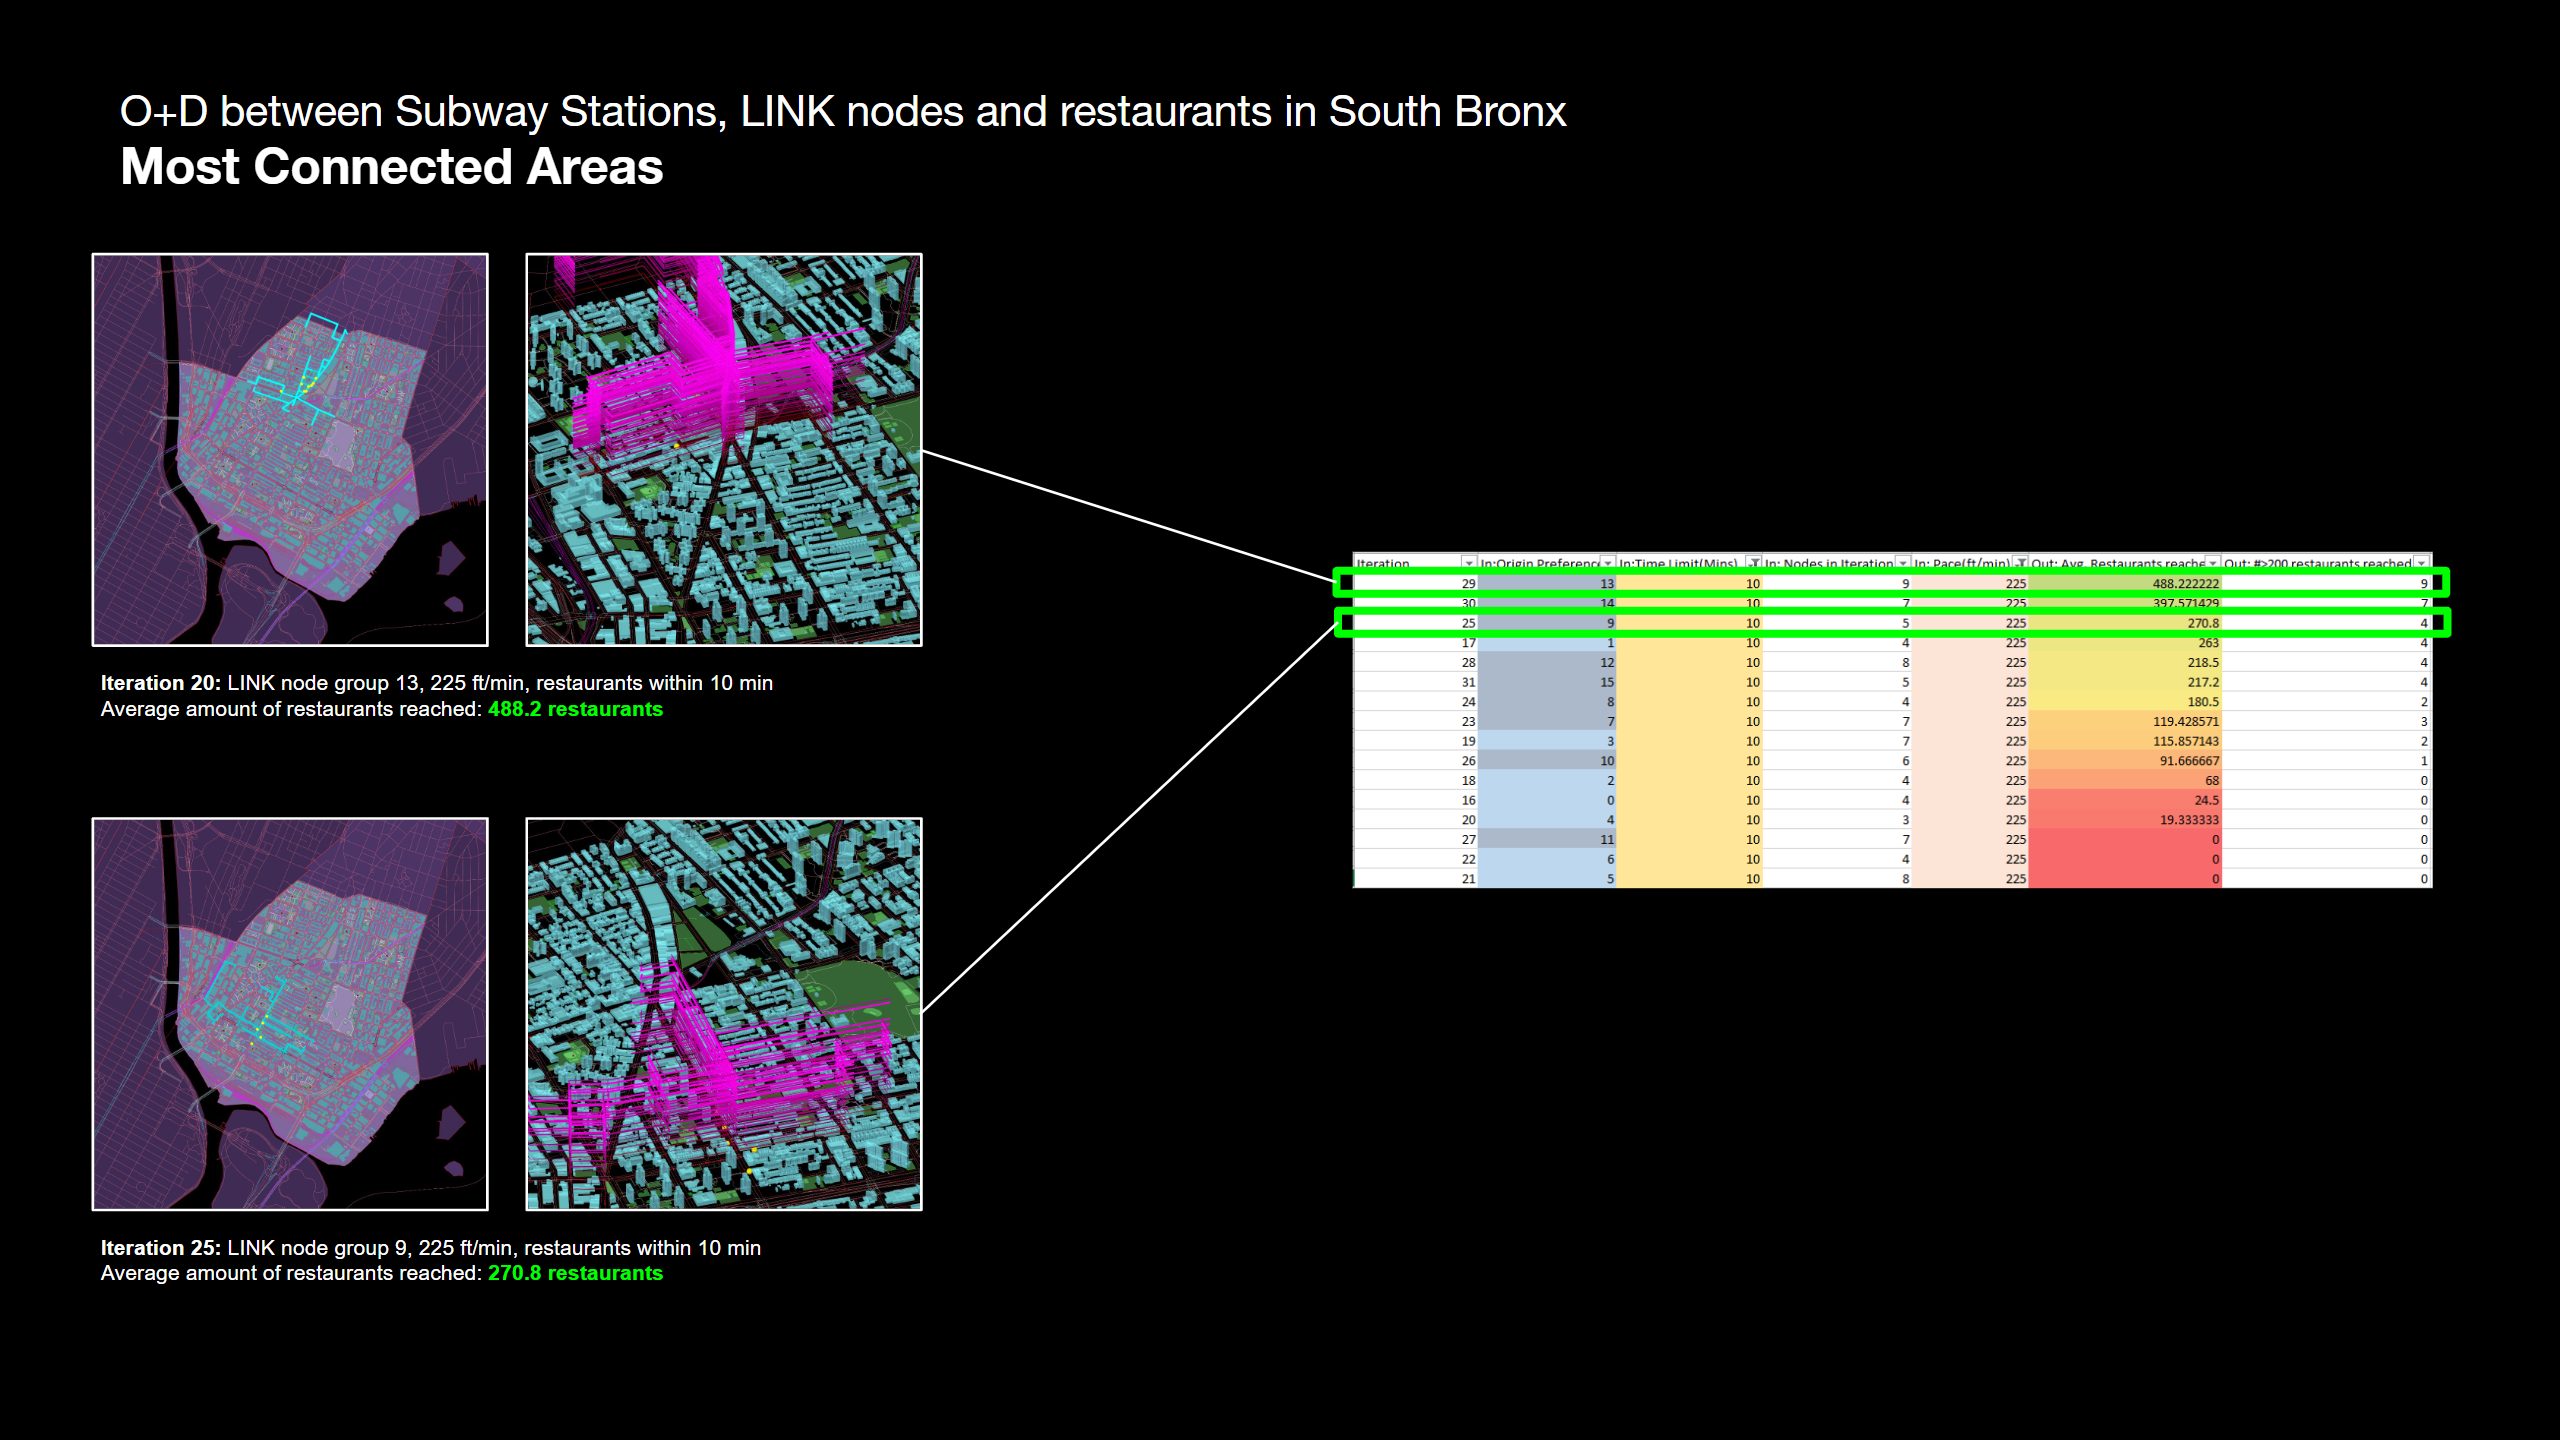 O+D between Subway Stations, LINK nodes and restaurants in South Bronx
Most Connected Areas
Iteration 20: LINK node group 13, 225 ft/min, restaurants within 10 min
Average amount of restaurants reached: 488.2 restaurants
Iteration 25: LINK node group 9, 225 ft/min, restaurants within 10 min
Average amount of restaurants reached: 270.8 restaurants
Iteration In:Origin Preferenc In:Time Limit(Mins) In: Nodes in Iteration In: Pace(ft/min) Out: Avg. Restaurants reache Out: #>200 restaurants reached
29 13 10 9 225 488.222222 9
30 14 10 7 225 397.571429 7
25 9 10 5 225 270.8 4
17 1 10 4 225 263 4
28 12 10 8 225 218.5 4
31 15 10 5 225 217.2 4
24 8 10 4 225 180.5 2
23 7 10 7 225 119.428571 3
19 3 10 7 225 115.857143 2
26 10 10 6 225 91.666667 1
18 2 10 4 225 68 0
16 0 10 4 225 24.5 0
20 4 10 3 225 19.333333 0
27 11 10 7 225 0 0
22 6 10 4 225 0 0
21 5 10 8 225 0 0